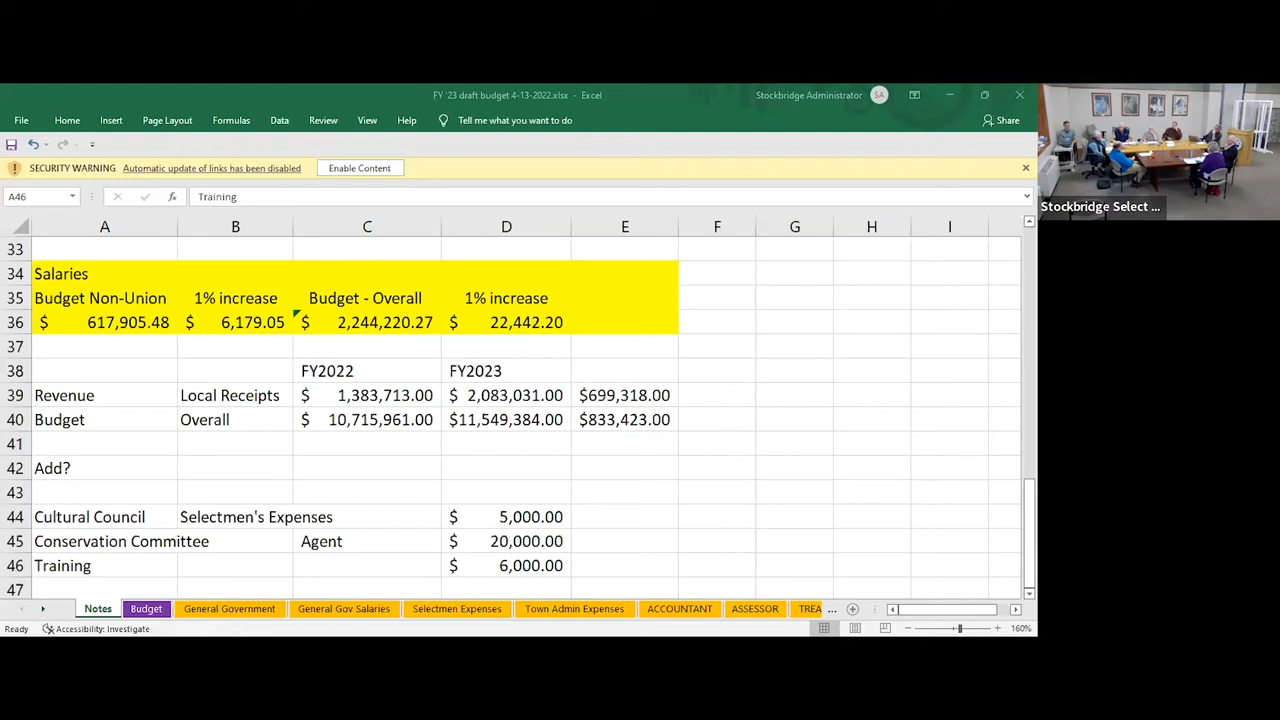 FY '23 draft budget 4-13-2022.xlsx - Excel
Stockbridge Administrator SA
File Home Insert Page Layout Formulas Data Review View Help Tell me what you want to do Share
SECURITY WARNING Automatic update of links has been disabled Enable Content
A46 fx Training
A B C D E F G H I
33
34 Salaries
35 Budget Non-Union 1% increase Budget - Overall 1% increase
36 $ 617,905.48 $ 6,179.05 $ 2,244,220.27 $ 22,442.20
37
38 FY2022 FY2023
39 Revenue Local Receipts $ 1,383,713.00 $ 2,083,031.00 $699,318.00
40 Budget Overall $ 10,715,961.00 $11,549,384.00 $833,423.00
41
42 Add?
43
44 Cultural Council Selectmen's Expenses $ 5,000.00
45 Conservation Committee Agent $ 20,000.00
46 Training $ 6,000.00
47
Notes Budget General Government General Gov Salaries Selectmen Expenses Town Admin Expenses ACCOUNTANT ASSESSOR TREA ...
Ready Accessibility: Investigate 160%
Stockbridge Select ...